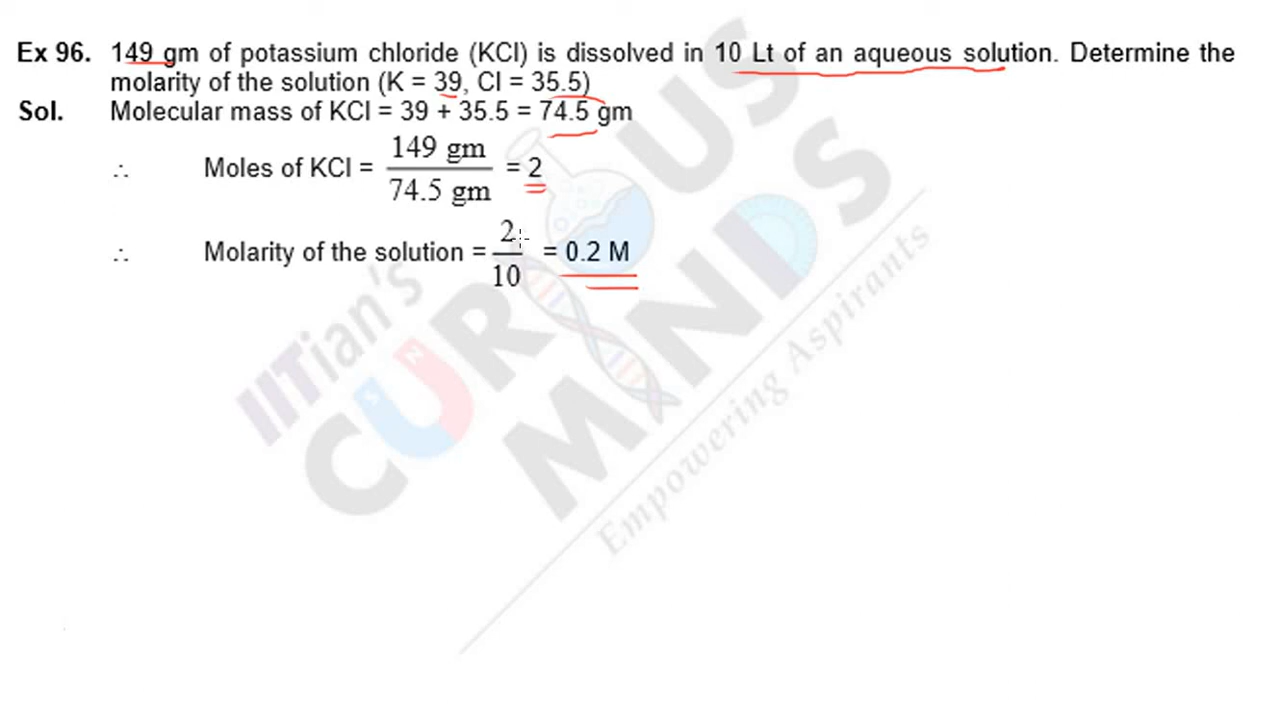 Ex 96. 149 gm of potassium chloride (KCl) is dissolved in 10 Lt of an aqueous solution. Determine the
molarity of the solution (K = 39, Cl = 35.5)
Sol. Molecular mass of KCl = 39 + 35.5 = 74.5 gm
∴ Moles of KCl = 149 gm / 74.5 gm = 2
∴ Molarity of the solution = 2 / 10 = 0.2 M
IITian's
CURIOUS
MINDS
Empowering Aspirants